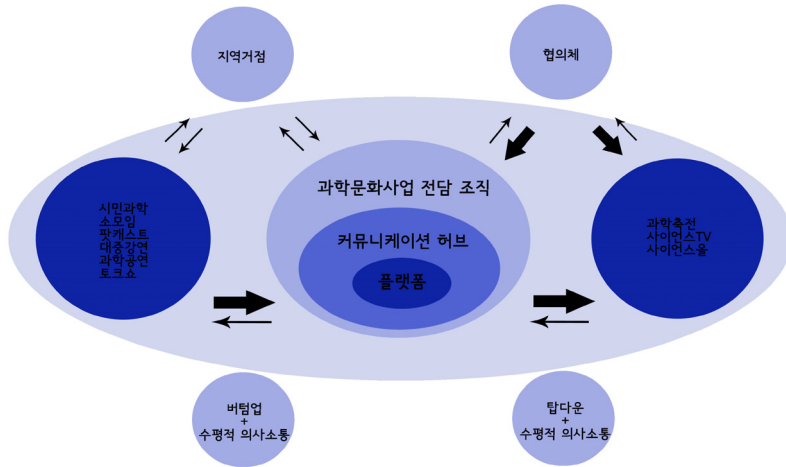 지역거점
협의체
과학문화사업 전담 조직
커뮤니케이션 허브
플랫폼
시민과학
소모임
팟캐스트
대중강연
과학공연
토크쇼
과학축전
사이언스TV
사이언스올
버텀업
+
수평적 의사소통
탑다운
+
수평적 의사소통